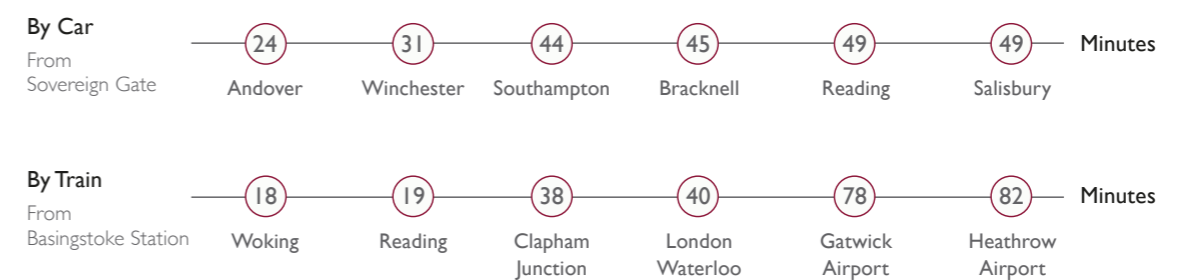 By Car
From
Sovereign Gate
24 31 44 45 49 49 Minutes
Andover Winchester Southampton Bracknell Reading Salisbury
By Train
From
Basingstoke Station
18 19 38 40 78 82 Minutes
Woking Reading Clapham London Gatwick Heathrow
Junction Waterloo Airport Airport